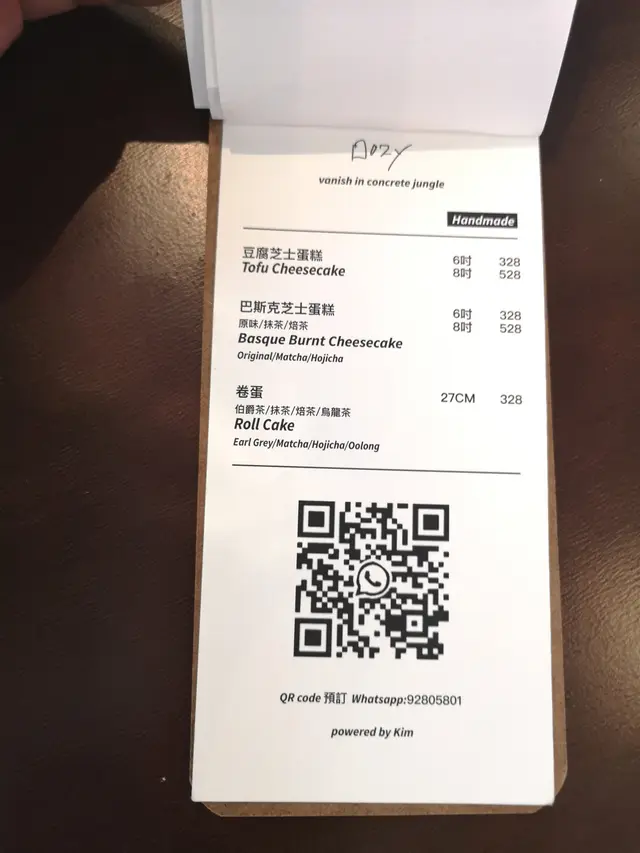 Dozy
vanish in concrete jungle
Handmade
豆腐芝士蛋糕 6吋 328
Tofu Cheesecake 8吋 528
巴斯克芝士蛋糕 6吋 328
原味/抹茶/焙茶 8吋 528
Basque Burnt Cheesecake
Original/Matcha/Hojicha
卷蛋 27CM 328
伯爵茶/抹茶/焙茶/烏龍茶
Roll Cake
Earl Grey/Matcha/Hojicha/Oolong
QR code 預訂 Whatsapp:92805801
powered by Kim